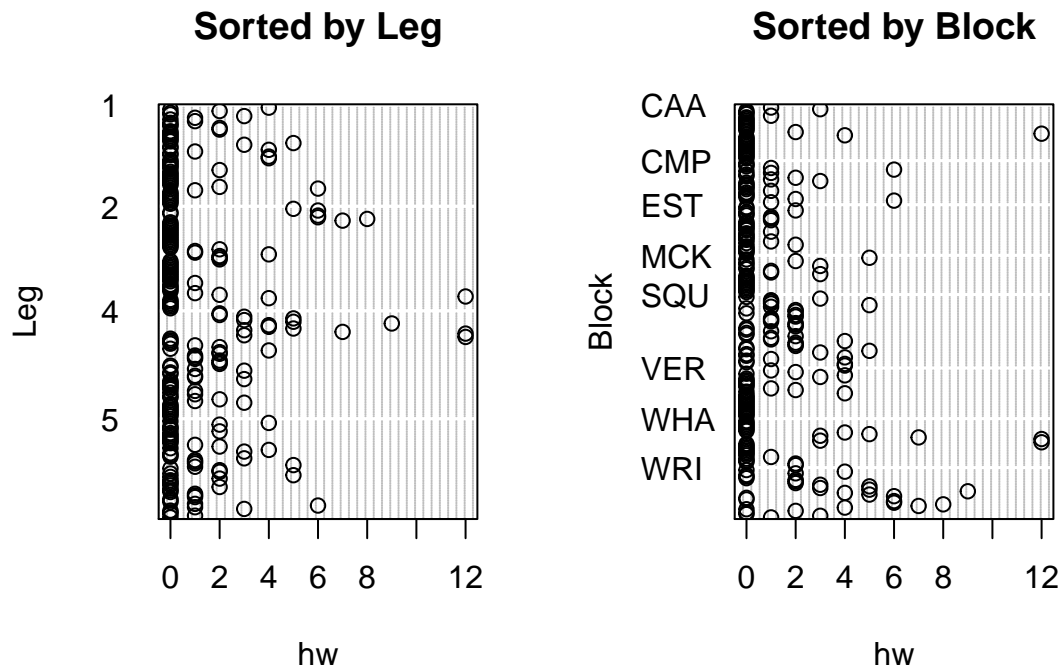 Sorted by Leg
1
2
4
5
Leg
0 2 4 6 8 12
hw
Sorted by Block
CAA
CMP
EST
MCK
SQU
VER
WHA
WRI
Block
0 2 4 6 8 12
hw